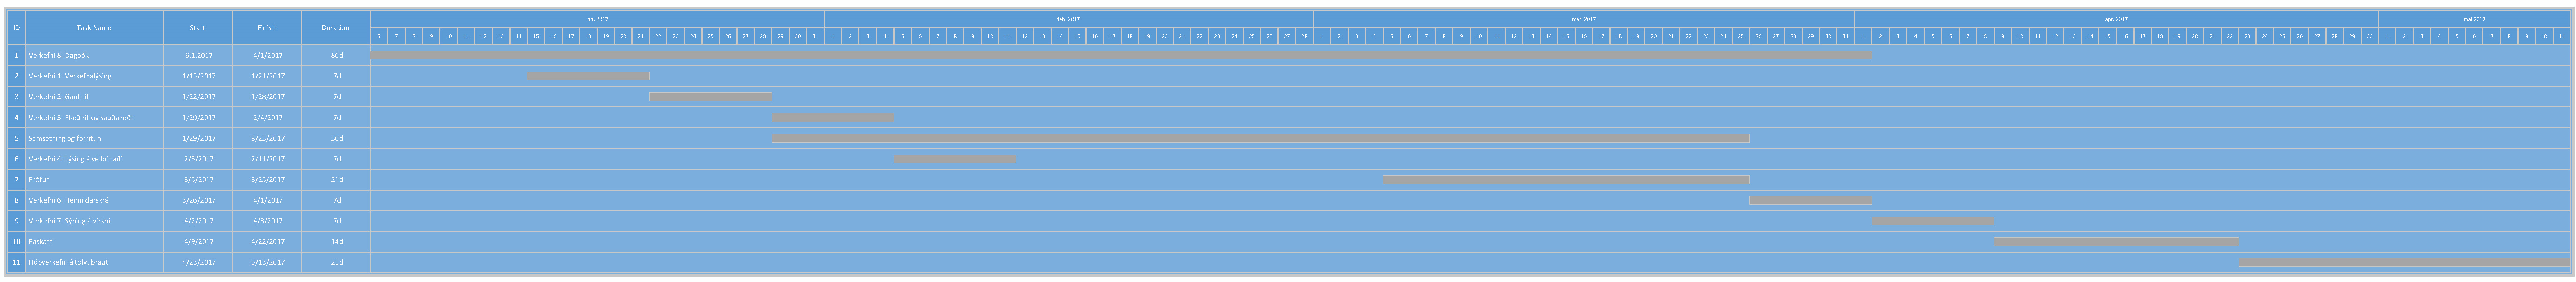 ID Task Name Start Finish Duration jan. 2017 feb. 2017 mar. 2017 apr. 2017 maí 2017
6 7 8 9 10 11 12 13 14 15 16 17 18 19 20 21 22 23 24 25 26 27 28 29 30 31 1 2 3 4 5 6 7 8 9 10 11 12 13 14 15 16 17 18 19 20 21 22 23 24 25 26 27 28 1 2 3 4 5 6 7 8 9 10 11 12 13 14 15 16 17 18 19 20 21 22 23 24 25 26 27 28 29 30 31 1 2 3 4 5 6 7 8 9 10 11 12 13 14 15 16 17 18 19 20 21 22 23 24 25 26 27 28 29 30 1 2 3 4 5 6 7 8 9 10 11
1 Verkefni 8: Dagbók 6.1.2017 4/1/2017 86d
2 Verkefni 1: Verkefnalýsing 1/15/2017 1/21/2017 7d
3 Verkefni 2: Gant rit 1/22/2017 1/28/2017 7d
4 Verkefni 3: Flæðirit og sauðakóði 1/29/2017 2/4/2017 7d
5 Samsetning og forritun 1/29/2017 3/25/2017 56d
6 Verkefni 4: Lýsing á vélbúnaði 2/5/2017 2/11/2017 7d
7 Prófun 3/5/2017 3/25/2017 21d
8 Verkefni 6: Heimildarskrá 3/26/2017 4/1/2017 7d
9 Verkefni 7: Sýning á virkni 4/2/2017 4/8/2017 7d
10 Páskafrí 4/9/2017 4/22/2017 14d
11 Hópverkefni á tölvubraut 4/23/2017 5/13/2017 21d